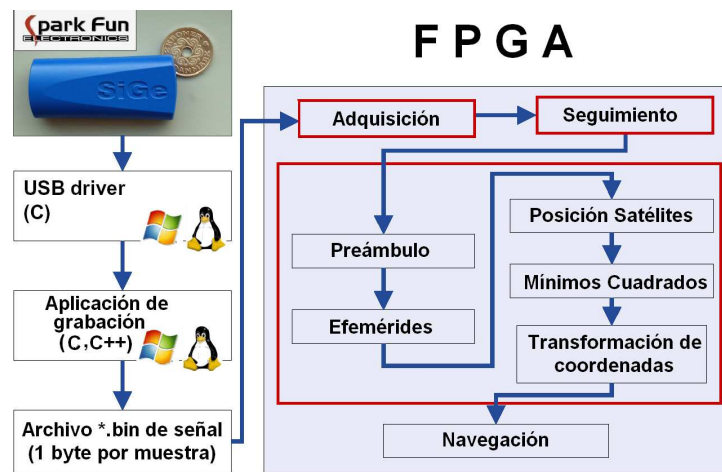 Spark Fun
ELECTRONICS
SiGe
USB driver
(C)
Aplicación de
grabación
(C,C++)
Archivo *.bin de señal
(1 byte por muestra)
F P G A
Adquisición
Seguimiento
Preámbulo
Efemérides
Posición Satélites
Mínimos Cuadrados
Transformación de
coordenadas
Navegación